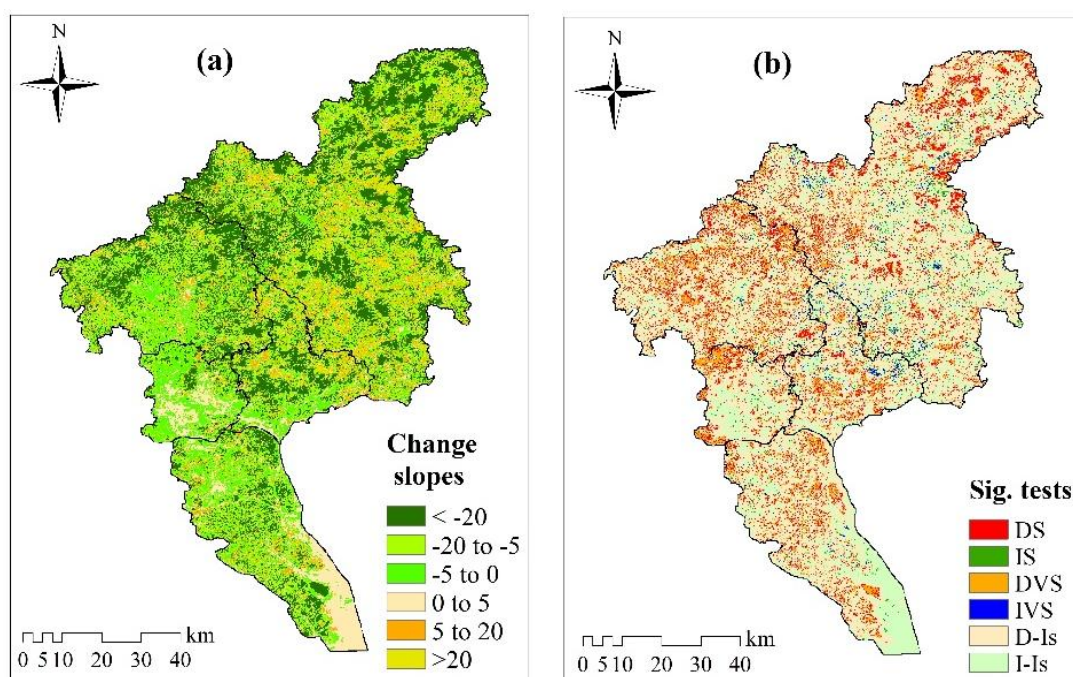 N
(a)
Change
slopes
< -20
-20 to -5
-5 to 0
0 to 5
5 to 20
>20
km
0 5 10 20 30 40
N
(b)
Sig. tests
DS
IS
DVS
IVS
D-Is
I-Is
km
0 5 10 20 30 40